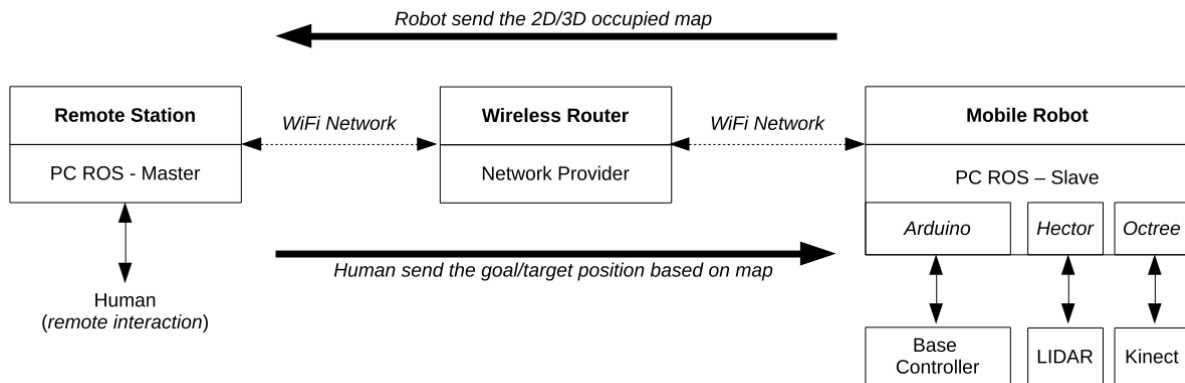 Robot send the 2D/3D occupied map
Remote Station
WiFi Network
Wireless Router
WiFi Network
Mobile Robot
PC ROS - Master
Network Provider
PC ROS – Slave
Arduino
Hector
Octree
Human send the goal/target position based on map
Human
(remote interaction)
Base
Controller
LIDAR
Kinect